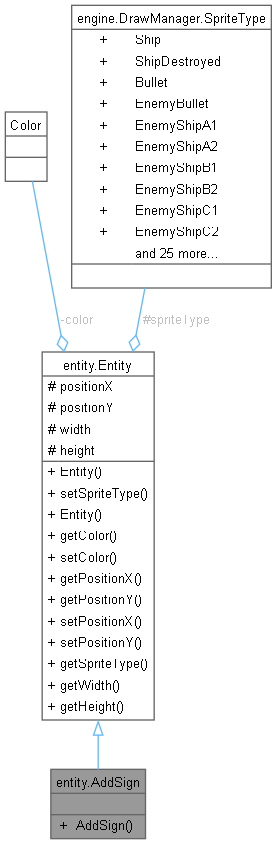 engine.DrawManager.SpriteType
+ Ship
+ ShipDestroyed
+ Bullet
+ EnemyBullet
+ EnemyShipA1
+ EnemyShipA2
+ EnemyShipB1
+ EnemyShipB2
+ EnemyShipC1
+ EnemyShipC2
and 25 more...
Color
-color
#spriteType
entity.Entity
# positionX
# positionY
# width
# height
+ Entity()
+ setSpriteType()
+ Entity()
+ getColor()
+ setColor()
+ getPositionX()
+ getPositionY()
+ setPositionX()
+ setPositionY()
+ getSpriteType()
+ getWidth()
+ getHeight()
entity.AddSign
+ AddSign()